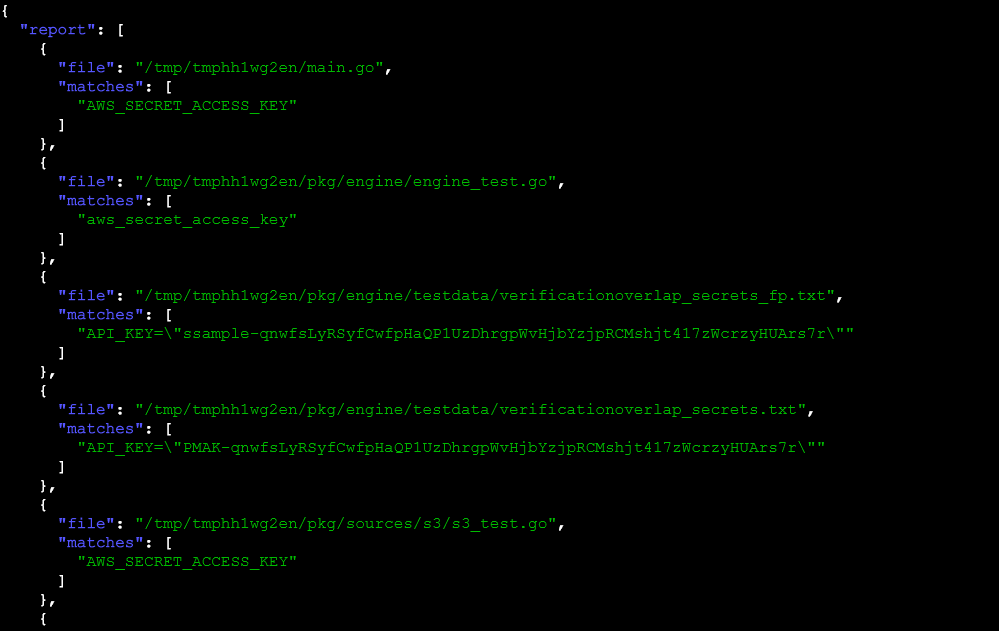 {
  "report": [
    {
      "file": "/tmp/tmphh1wg2en/main.go",
      "matches": [
        "AWS_SECRET_ACCESS_KEY"
      ]
    },
    {
      "file": "/tmp/tmphh1wg2en/pkg/engine/engine_test.go",
      "matches": [
        "aws_secret_access_key"
      ]
    },
    {
      "file": "/tmp/tmphh1wg2en/pkg/engine/testdata/verificationoverlap_secrets_fp.txt",
      "matches": [
        "API_KEY=\"ssample-qnwfsLyRSyfCwfpHaQP1UzDhrgpWvHjbYzjpRCMshjt417zWcrzyHUArs7r\""
      ]
    },
    {
      "file": "/tmp/tmphh1wg2en/pkg/engine/testdata/verificationoverlap_secrets.txt",
      "matches": [
        "API_KEY=\"PMAK-qnwfsLyRSyfCwfpHaQP1UzDhrgpWvHjbYzjpRCMshjt417zWcrzyHUArs7r\""
      ]
    },
    {
      "file": "/tmp/tmphh1wg2en/pkg/sources/s3/s3_test.go",
      "matches": [
        "AWS_SECRET_ACCESS_KEY"
      ]
    },
    {